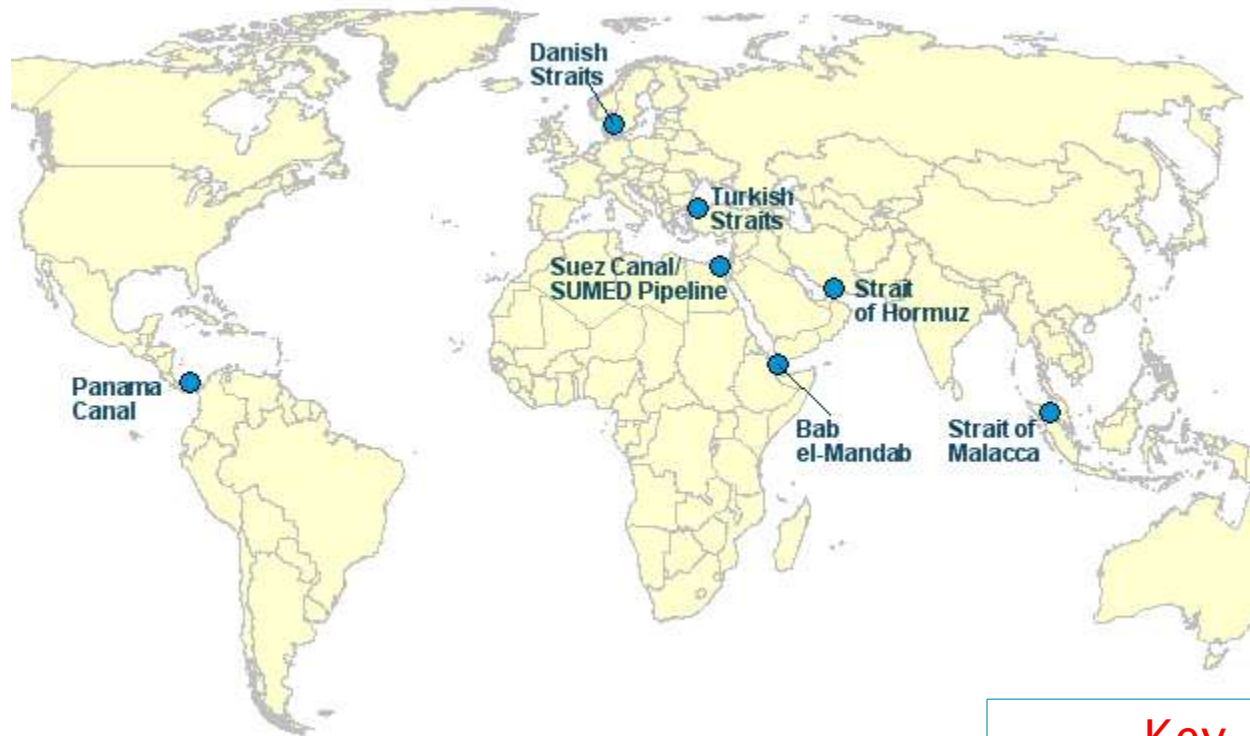 Danish
Straits
Turkish
Straits
Suez Canal/
SUMED Pipeline
Strait
of Hormuz
Panama
Canal
Bab
el-Mandab
Strait of
Malacca
Key